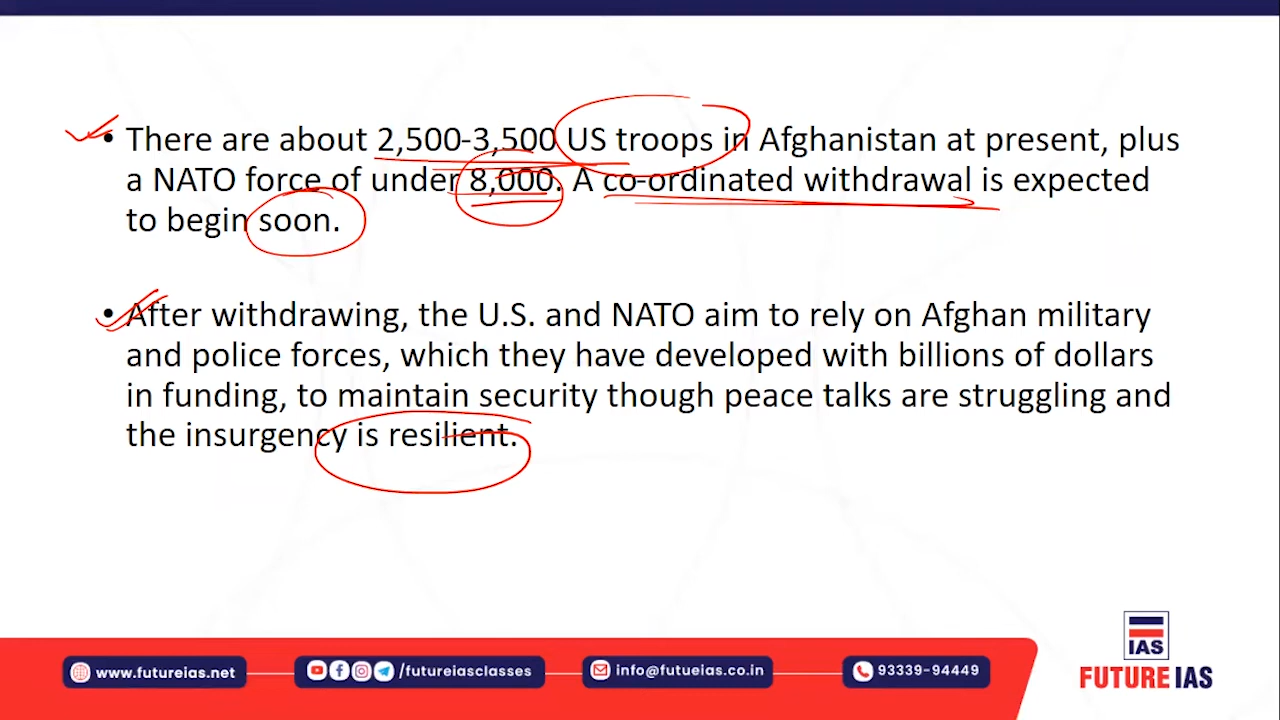 • There are about 2,500-3,500 US troops in Afghanistan at present, plus
a NATO force of under 8,000. A co-ordinated withdrawal is expected
to begin soon.
• After withdrawing, the U.S. and NATO aim to rely on Afghan military
and police forces, which they have developed with billions of dollars
in funding, to maintain security though peace talks are struggling and
the insurgency is resilient.
IAS
www.futureias.net
/futureiasclasses
info@futueias.co.in
93339-94449
FUTURE IAS